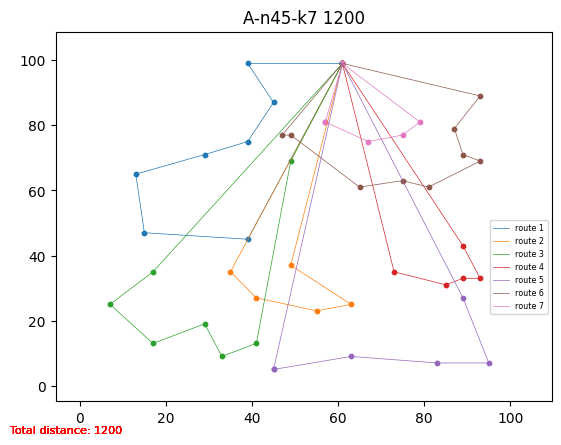 A-n45-k7 1200
100
80
60
40
20
0
0 20 40 60 80 100
route 1
route 2
route 3
route 4
route 5
route 6
route 7
Total distance: 1200